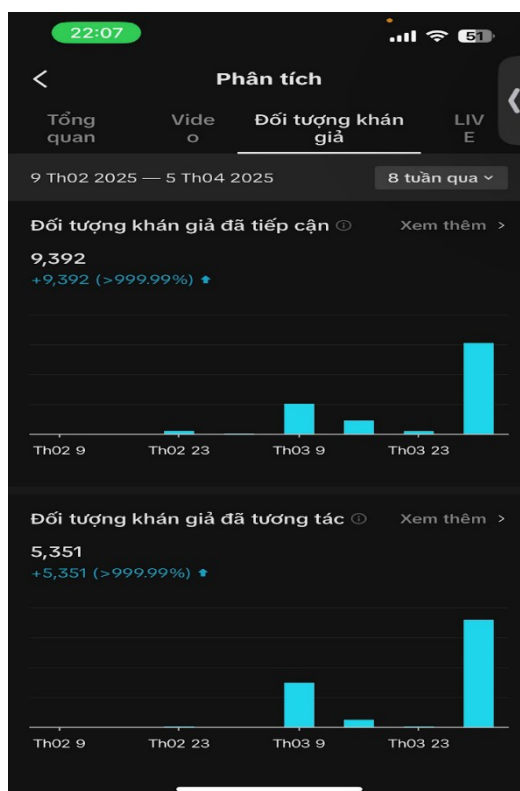 22:07
51
Phân tích
Tổng quan
Video
Đối tượng khán giả
LIVE
9 Th02 2025 — 5 Th04 2025
8 tuần qua
Đối tượng khán giả đã tiếp cận
Xem thêm >
9,392
+9,392 (>999.99%)
Th02 9 Th02 23 Th03 9 Th03 23
Đối tượng khán giả đã tương tác
Xem thêm >
5,351
+5,351 (>999.99%)
Th02 9 Th02 23 Th03 9 Th03 23